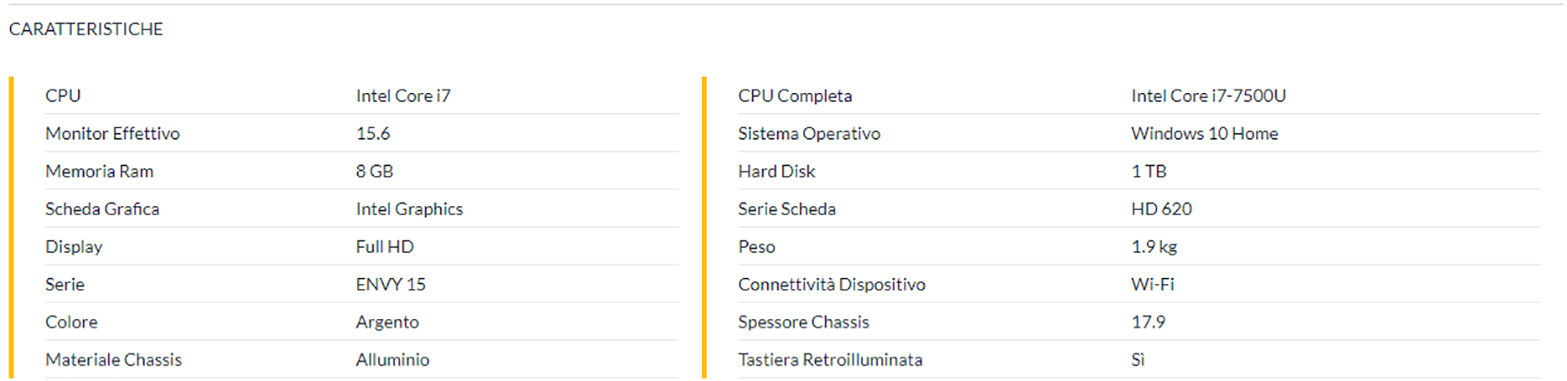 CARATTERISTICHE
CPU Intel Core i7
Monitor Effettivo 15.6
Memoria Ram 8 GB
Scheda Grafica Intel Graphics
Display Full HD
Serie ENVY 15
Colore Argento
Materiale Chassis Alluminio
CPU Completa Intel Core i7-7500U
Sistema Operativo Windows 10 Home
Hard Disk 1 TB
Serie Scheda HD 620
Peso 1.9 kg
Connettività Dispositivo Wi-Fi
Spessore Chassis 17.9
Tastiera Retroilluminata Sì